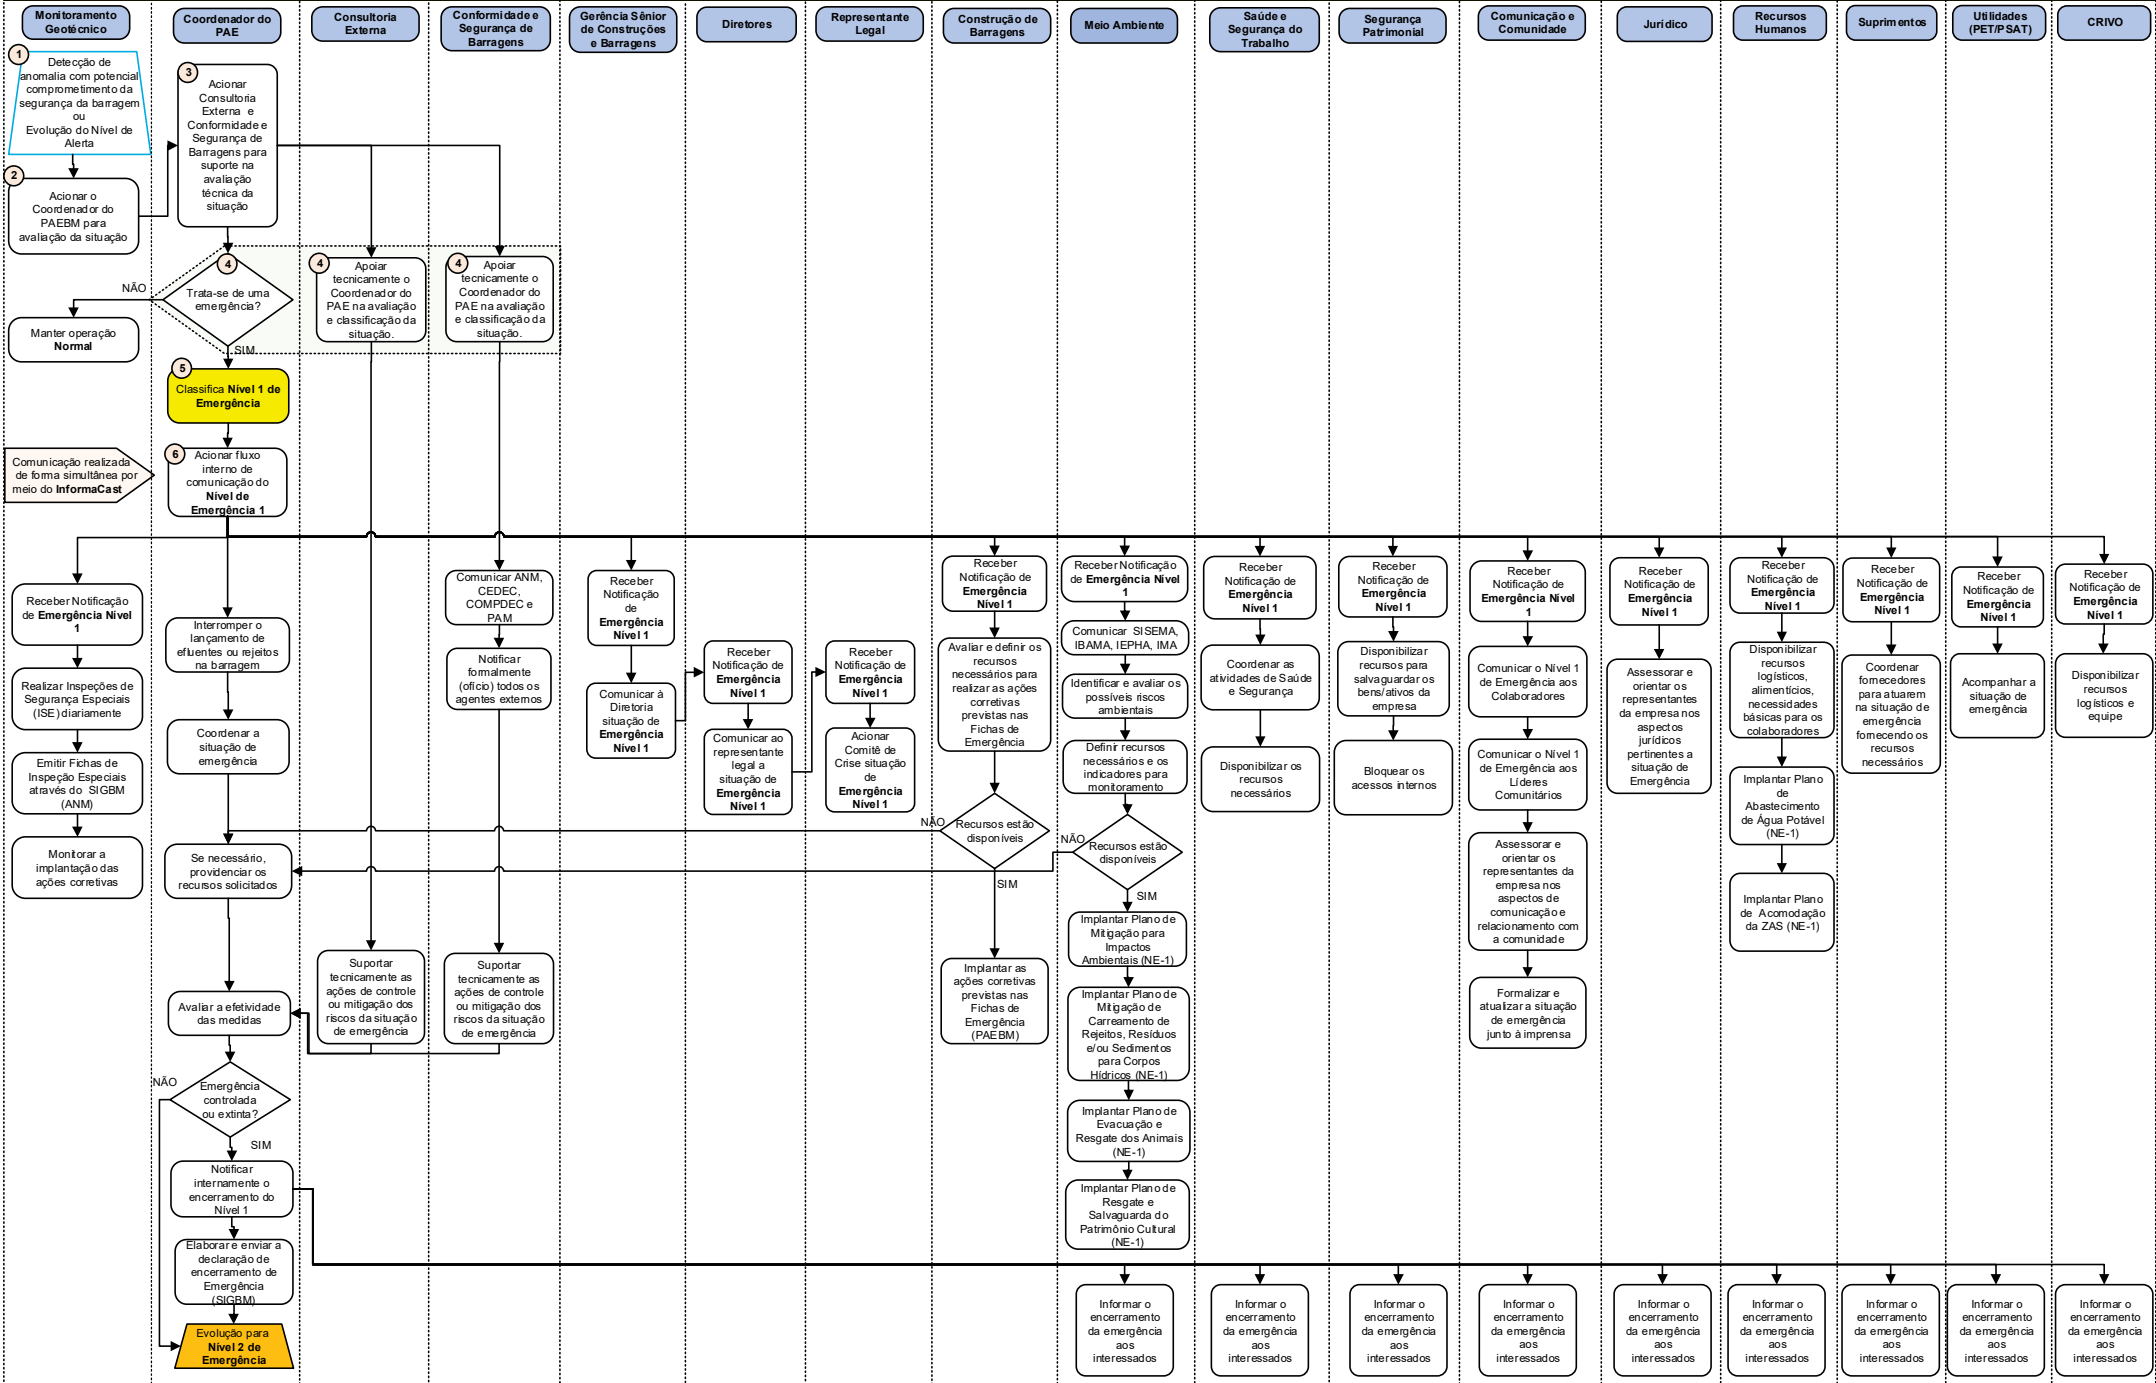 Monitoramento
Geotécnico
Coordenador do
PAE
Consultoria
Externa
Conformidade e
Segurança de
Barragens
Gerência Sênior
de Construções
e Barragens
Diretores
Representante
Legal
Construção de
Barragens
Meio Ambiente
Saúde e
Segurança do
Trabalho
Segurança
Patrimonial
Comunicação e
Comunidade
Jurídico
Recursos
Humanos
Suprimentos
Utilidades
(PET/PSAT)
CRIVO
1
Detecção de
anomalia com potencial
comprometimento da
segurança da barragem
ou
Evolução do Nível de
Alerta
2
Acionar o
Coordenador do
PAEBM para
avaliação da situação
3
Acionar
Consultoria
Externa e
Conformidade e
Segurança de
Barragens para
suporte na
avaliação
técnica da
situação
4
Trata-se de uma
emergência?
NÃO
SIM
Manter operação
Normal
4
Apoiar
tecnicamente o
Coordenador do
PAE na avaliação
e classificação da
situação.
4
Apoiar
tecnicamente o
Coordenador do
PAE na avaliação
e classificação da
situação.
5
Classifica Nível 1 de
Emergência
Comunicação realizada
de forma simultânea por
meio do InformaCast
6
Acionar fluxo
interno de
comunicação do
Nível de
Emergência 1
Receber Notificação
de Emergência Nível
1
Realizar Inspeções de
Segurança Especiais
(ISE) diariamente
Emitir Fichas de
Inspeção Especiais
através do SIGBM
(ANM)
Monitorar a
implantação das
ações corretivas
Interromper o
lançamento de
efluentes ou rejeitos
na barragem
Coordenar a
situação de
emergência
Se necessário,
providenciar os
recursos solicitados
Avaliar a efetividade
das medidas
Emergência
controlada
ou extinta?
NÃO
SIM
Notificar
internamente o
encerramento do
Nível 1
Elaborar e enviar a
declaração de
encerramento de
Emergência
(SIGBM)
Evolução para
Nível 2 de
Emergência
Suportar
tecnicamente as
ações de controle
ou mitigação dos
riscos da situação
de emergência
Comunicar ANM,
CEDEC,
COMPDEC e
PAM
Notificar
formalmente
(ofício) todos os
agentes externos
Suportar
tecnicamente as
ações de controle
ou mitigação dos
riscos da situação
de emergência
Receber
Notificação
de
Emergência
Nível 1
Comunicar à
Diretoria
situação de
Emergência
Nível 1
Receber
Notificação de
Emergência
Nível 1
Comunicar ao
representante
legal a
situação de
Emergência
Nível 1
Receber
Notificação de
Emergência
Nível 1
Acionar
Comitê de
Crise situação
de
Emergência
Nível 1
Receber
Notificação de
Emergência
Nível 1
Avaliar e definir os
recursos
necessários para
realizar as ações
corretivas
previstas nas
Fichas de
Emergência
Recursos estão
disponíveis
NÃO
SIM
Implantar as
ações corretivas
previstas nas
Fichas de
Emergência
(PAEBM)
Receber Notificação
de Emergência Nível
1
Comunicar SISEMA,
IBAMA, IEPHA, IMA
Identificar e avaliar os
possíveis riscos
ambientais
Definir recursos
necessários e os
indicadores para
monitoramento
Recursos estão
disponíveis
NÃO
SIM
Implantar Plano de
Mitigação para
Impactos
Ambientais (NE-1)
Implantar Plano de
Mitigação de
Carreamento de
Rejeitos, Resíduos
e/ou Sedimentos
para Corpos
Hídricos (NE-1)
Implantar Plano de
Evacuação e
Resgate dos Animais
(NE-1)
Implantar Plano de
Resgate e
Salvaguarda do
Patrimônio Cultural
(NE-1)
Receber
Notificação de
Emergência
Nível 1
Coordenar as
atividades de Saúde
e Segurança
Disponibilizar os
recursos
necessários
Receber
Notificação de
Emergência
Nível 1
Disponibilizar
recursos para
salvaguardar os
bens/ativos da
empresa
Bloquear os
acessos internos
Receber
Notificação de
Emergência Nível
1
Comunicar o Nível 1
de Emergência aos
Colaboradores
Comunicar o Nível 1
de Emergência aos
Líderes
Comunitários
Assessorar e
orientar os
representantes da
empresa nos
aspectos de
comunicação e
relacionamento com
a comunidade
Formalizar e
atualizar a situação
de emergência
junto à imprensa
Receber
Notificação de
Emergência
Nível 1
Assessorar e
orientar os
representantes
da empresa nos
aspectos
jurídicos
pertinentes a
situação de
Emergência
Receber
Notificação de
Emergência
Nível 1
Disponibilizar
recursos
logísticos,
alimentícios,
necessidades
básicas para os
colaboradores
Implantar Plano
de
Abastecimento
de Água Potável
(NE-1)
Implantar Plano
de Acomodação
da ZAS (NE-1)
Receber
Notificação de
Emergência
Nível 1
Coordenar
fornecedores
para atuarem
na situação de
emergência
fornecendo os
recursos
necessários
Receber
Notificação de
Emergência
Nível 1
Acompanhar a
situação de
emergência
Receber
Notificação de
Emergência
Nível 1
Disponibilizar
recursos
logísticos e
equipe
Informar o
encerramento
da emergência
aos
interessados
Informar o
encerramento
da emergência
aos
interessados
Informar o
encerramento
da emergência
aos
interessados
Informar o
encerramento
da emergência
aos
interessados
Informar o
encerramento
da emergência
aos
interessados
Informar o
encerramento
da emergência
aos
interessados
Informar o
encerramento
da emergência
aos
interessados
Informar o
encerramento
da emergência
aos
interessados
Informar o
encerramento
da emergência
aos
interessados